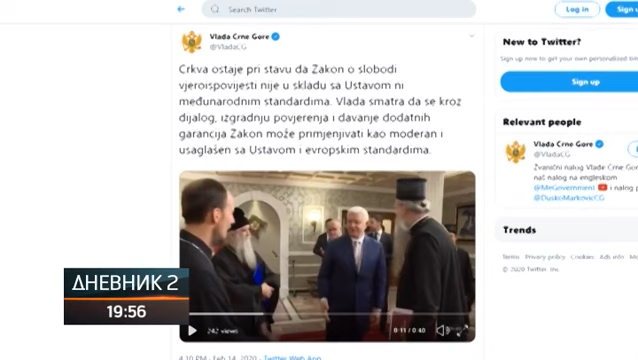 Search Twitter
Log in
Sign u
Vlada Crne Gore
@VladaCG
Crkva ostaje pri stavu da Zakon o slobodi
vjeroispovijesti nije u skladu sa Ustavom ni
međunarodnim standardima. Vlada smatra da se kroz
dijalog, izgradnju povjerenja i davanje dodatnih
garancija Zakon može primjenjivati kao moderan i
usaglašen sa Ustavom i evropskim standardima.
242 views
0:11 / 0:40
4:10 PM · Feb 14, 2020 · Twitter Web App
New to Twitter?
Sign up now to get your own personalized time
Sign up
Relevant people
Vlada Crne Gore
@VladaCG
Zvanični nalog Vlade Crne Gore
naš nalog na engleskom
@MeGovernment i nalog p
@DuskoMarkovicCG
Trends
Terms Privacy policy Cookies Ads info Mo
© 2020 Twitter, Inc.
ДНЕВНИК 2
19:56